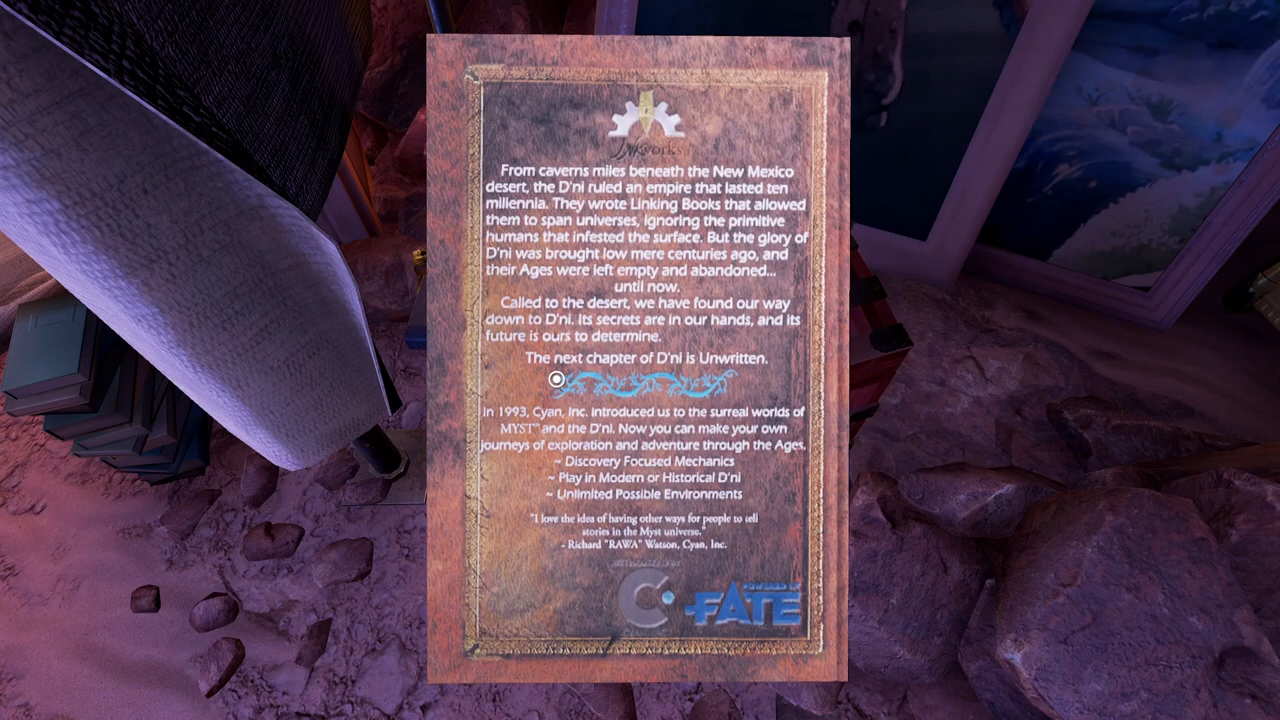 Inkworks
From caverns miles beneath the New Mexico
desert, the D'ni ruled an empire that lasted ten
millennia. They wrote Linking Books that allowed
them to span universes, ignoring the primitive
humans that infested the surface. But the glory of
D'ni was brought low mere centuries ago, and
their Ages were left empty and abandoned...
until now.
Called to the desert, we have found our way
down to D'ni. Its secrets are in our hands, and its
future is ours to determine.
The next chapter of D'ni is Unwritten.
In 1993, Cyan, Inc. introduced us to the surreal worlds of
MYST™ and the D'ni. Now you can make your own
journeys of exploration and adventure through the Ages.
~ Discovery Focused Mechanics
~ Play in Modern or Historical D'ni
~ Unlimited Possible Environments
"I love the idea of having other ways for people to tell
stories in the Myst universe."
- Richard "RAWA" Watson, Cyan, Inc.
POWERED BY
FATE